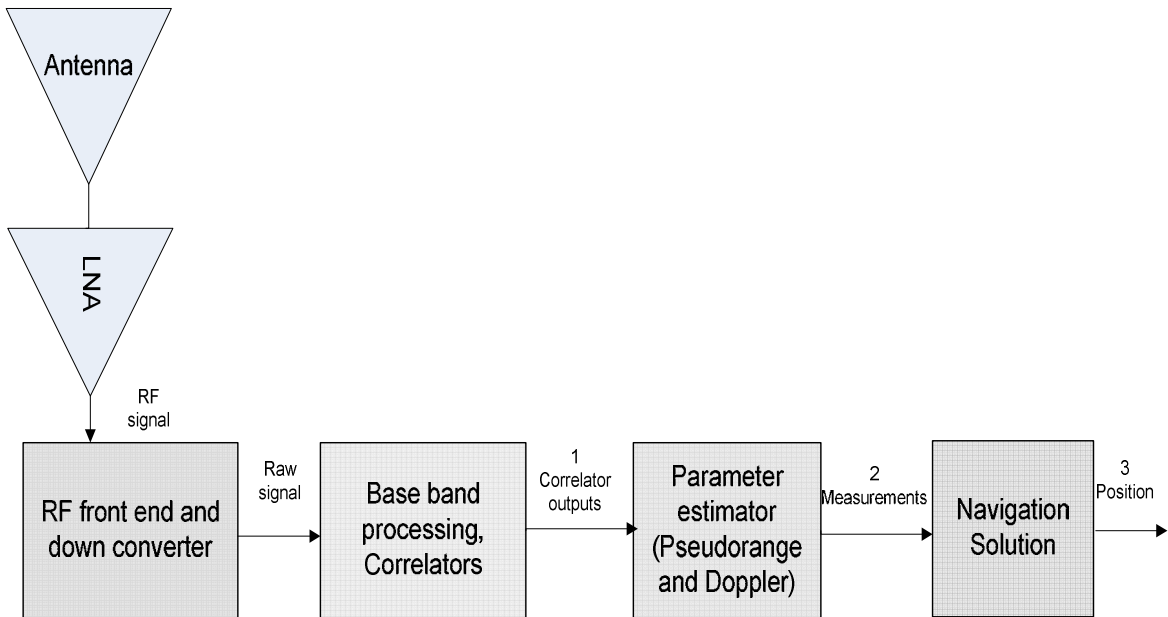 Antenna
LNA
RF
signal
RF front end and
down converter
Raw
signal
Base band
processing,
Correlators
1
Correlator
outputs
Parameter
estimator
(Pseudorange
and Doppler)
2
Measurements
Navigation
Solution
3
Position